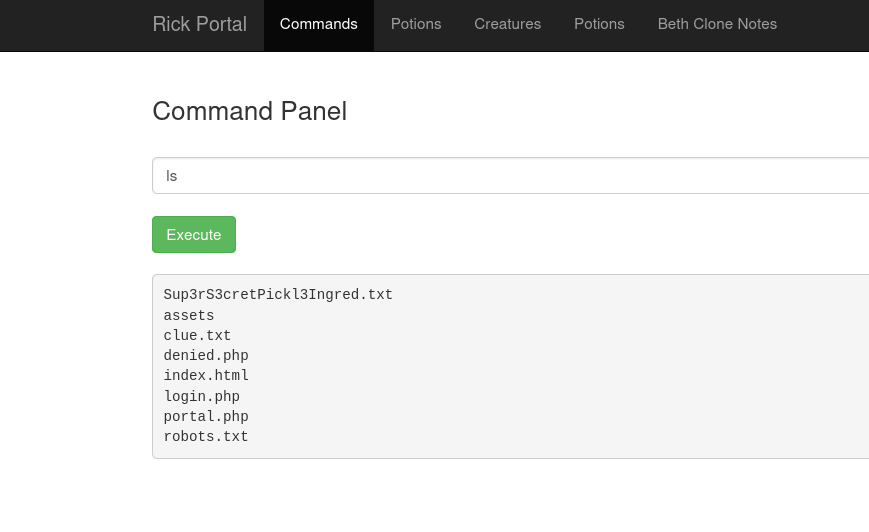 Rick Portal Commands Potions Creatures Potions Beth Clone Notes
Command Panel
ls
Execute
Sup3rS3cretPickl3Ingred.txt
assets
clue.txt
denied.php
index.html
login.php
portal.php
robots.txt